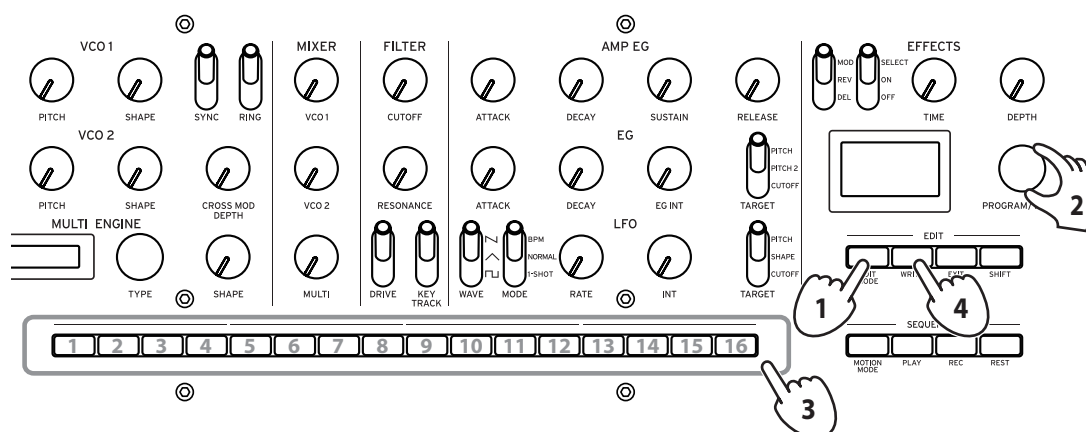 VCO 1 MIXER FILTER AMP EG EFFECTS
MOD SELECT
REV ON
DEL OFF
PITCH SHAPE SYNC RING VCO 1 CUTOFF ATTACK DECAY SUSTAIN RELEASE TIME DEPTH
VCO 2 EG
PITCH
PITCH 2
CUTOFF
PITCH SHAPE CROSS MOD DEPTH VCO 2 RESONANCE ATTACK DECAY EG INT TARGET
PROGRAM/
2
MULTI ENGINE LFO
EDIT
BPM
NORMAL
1-SHOT
PITCH
SHAPE
CUTOFF
TYPE SHAPE MULTI DRIVE KEY TRACK WAVE MODE RATE INT TARGET
SHIFT
1 4
1 2 3 4 5 6 7 8 9 10 11 12 13 14 15 16
MOTION MODE PLAY REC REST
3